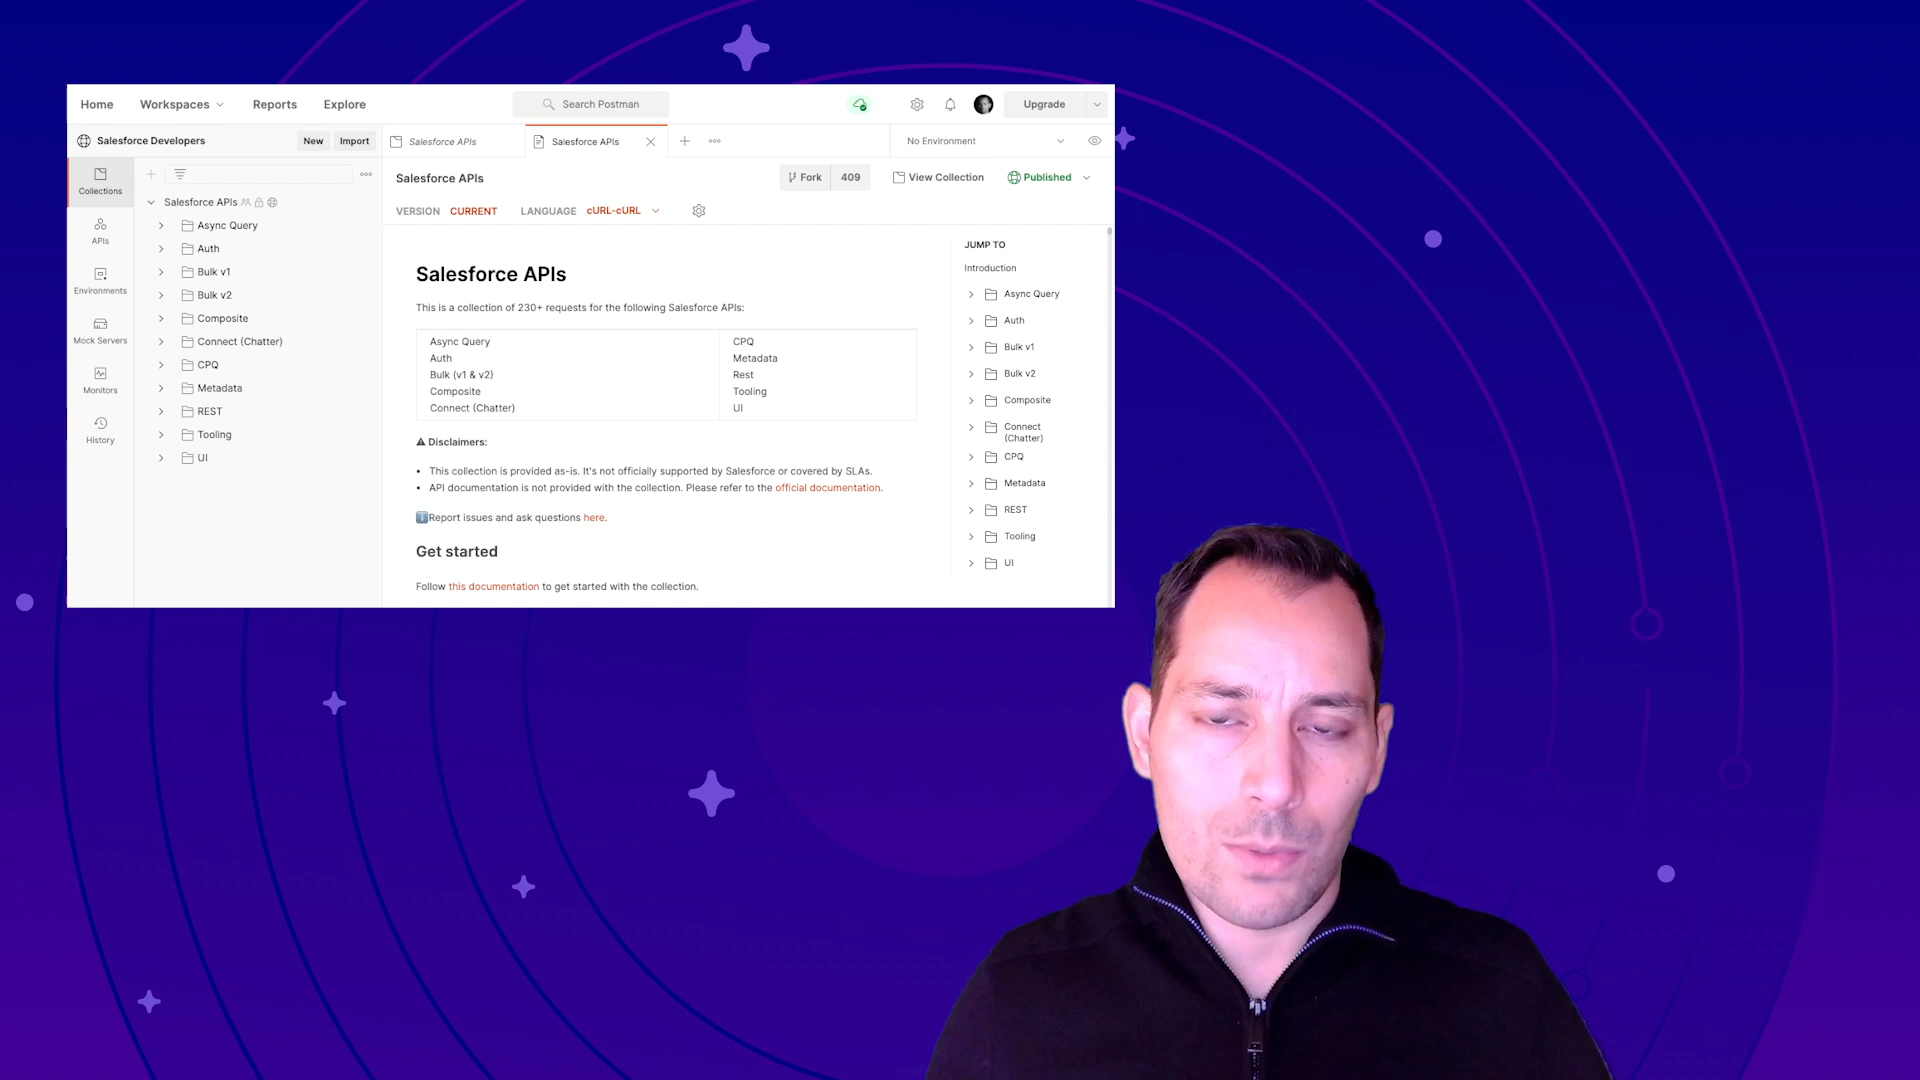 Home Workspaces Reports Explore Search Postman Upgrade
Salesforce Developers New Import Salesforce APIs Salesforce APIs No Environment
Collections
APIs
Environments
Mock Servers
Monitors
History
Salesforce APIs
Async Query
Auth
Bulk v1
Bulk v2
Composite
Connect (Chatter)
CPQ
Metadata
REST
Tooling
UI
Salesforce APIs Fork 409 View Collection Published
VERSION CURRENT LANGUAGE cURL-cURL
Salesforce APIs
This is a collection of 230+ requests for the following Salesforce APIs:
Async Query CPQ
Auth Metadata
Bulk (v1 & v2) Rest
Composite Tooling
Connect (Chatter) UI
⚠ Disclaimers:
• This collection is provided as-is. It's not officially supported by Salesforce or covered by SLAs.
• API documentation is not provided with the collection. Please refer to the official documentation.
ℹ️Report issues and ask questions here.
Get started
Follow this documentation to get started with the collection.
JUMP TO
Introduction
Async Query
Auth
Bulk v1
Bulk v2
Composite
Connect
(Chatter)
CPQ
Metadata
REST
Tooling
UI